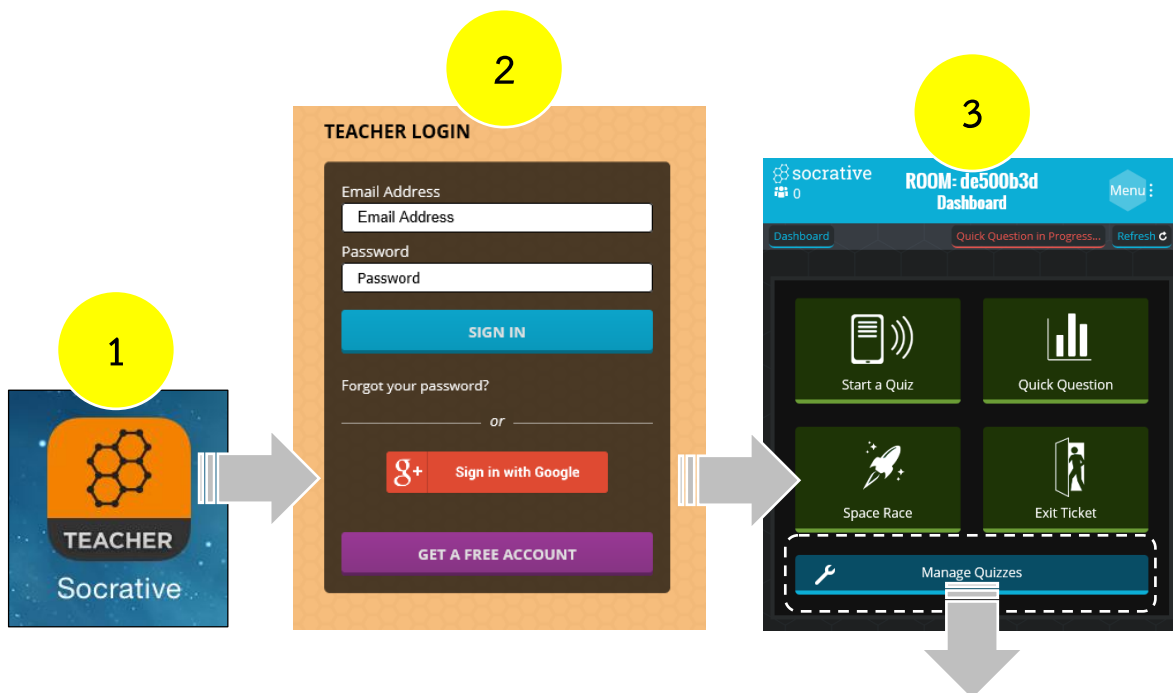 1
TEACHER
Socrative
2
TEACHER LOGIN
Email Address
Email Address
Password
Password
SIGN IN
Forgot your password?
or
g+ Sign in with Google
GET A FREE ACCOUNT
3
socrative
0
ROOM: de500b3d
Dashboard
Menu
Dashboard
Quick Question in Progress...
Refresh
Start a Quiz
Quick Question
Space Race
Exit Ticket
Manage Quizzes